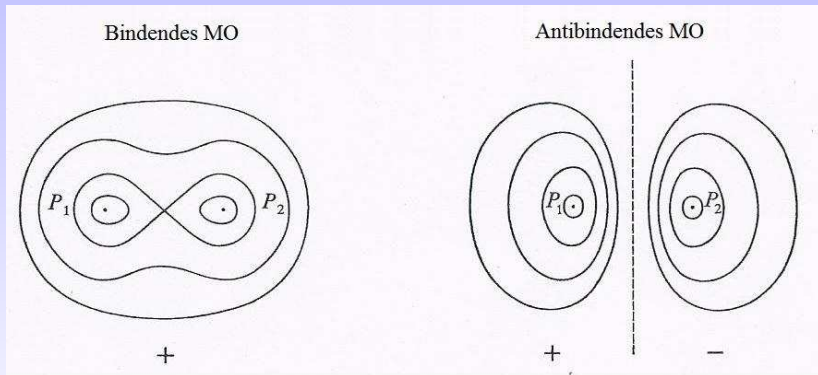 Bindendes MO
Antibindendes MO
P1 P2
P1 P2
+
+ -